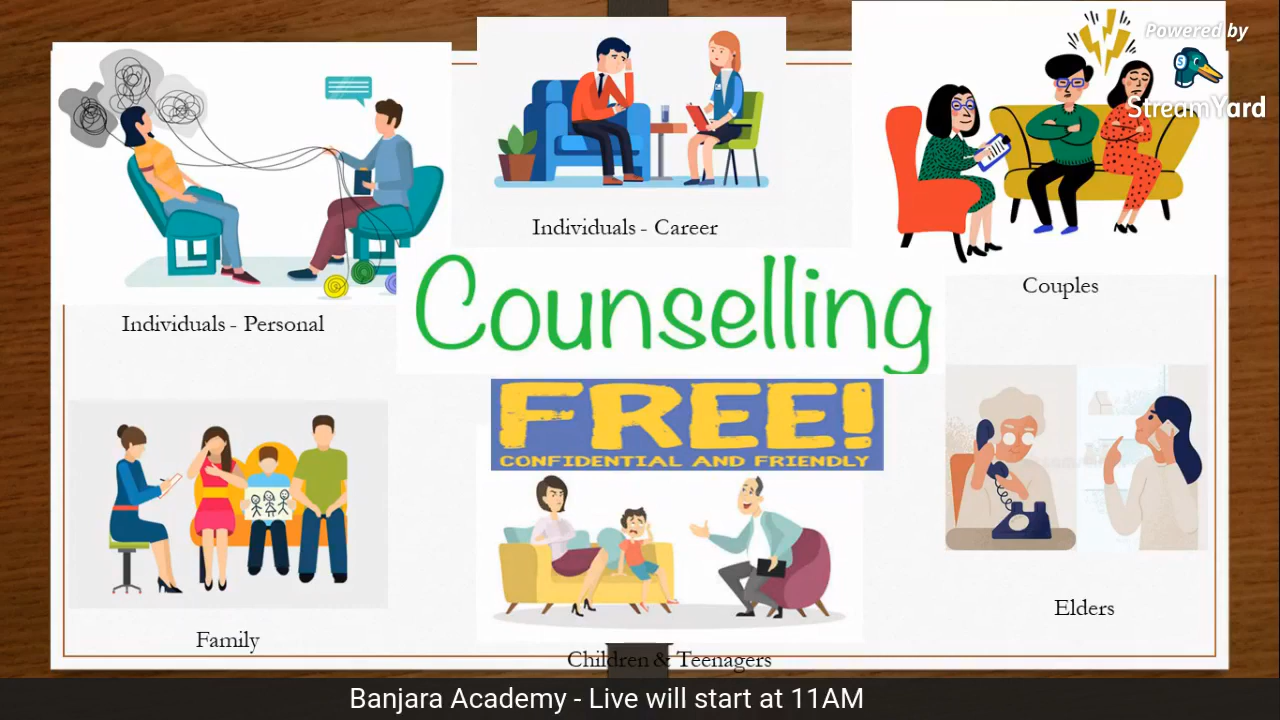 Powered by
StreamYard
Individuals - Career
Couples
Individuals - Personal
Counselling
FREE!
CONFIDENTIAL AND FRIENDLY
Elders
Family
Children & Teenagers
Banjara Academy - Live will start at 11AM